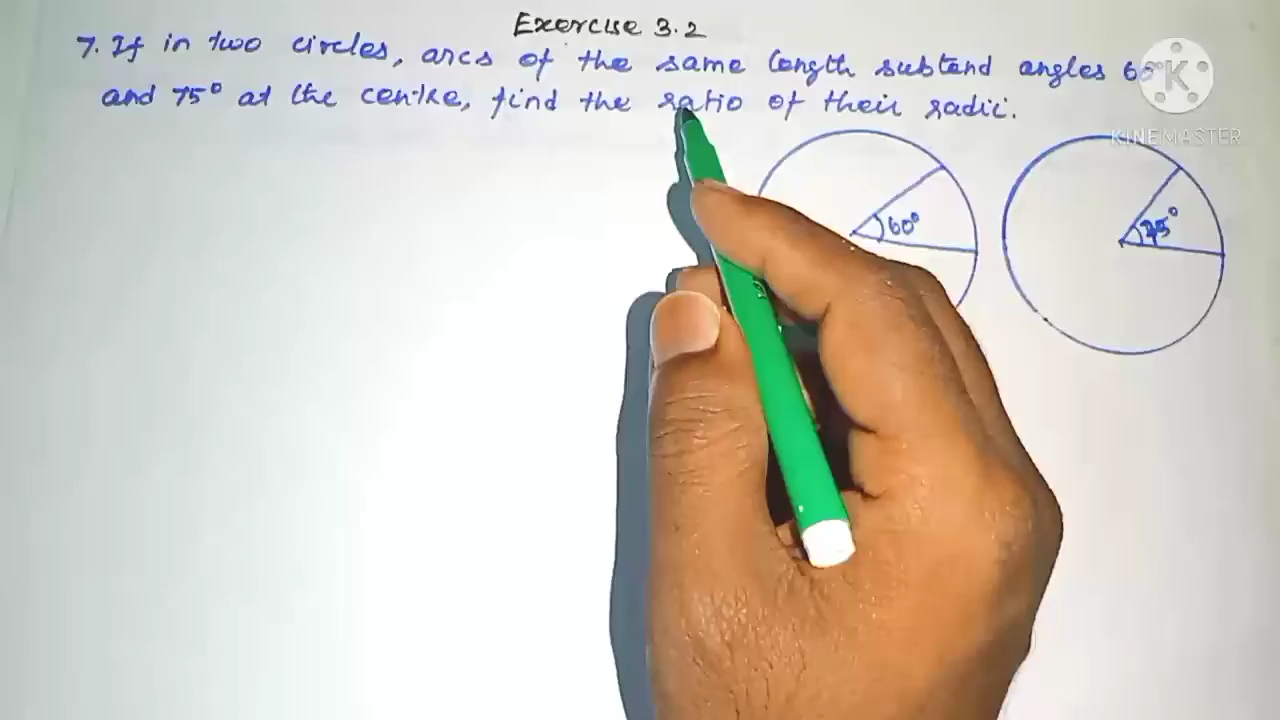 Exercise 3.2
7. If in two circles, arcs of the same length subtend angles 60°
and 75° at the centre, find the ratio of their radii.
K
KINEMASTER
60°
75°